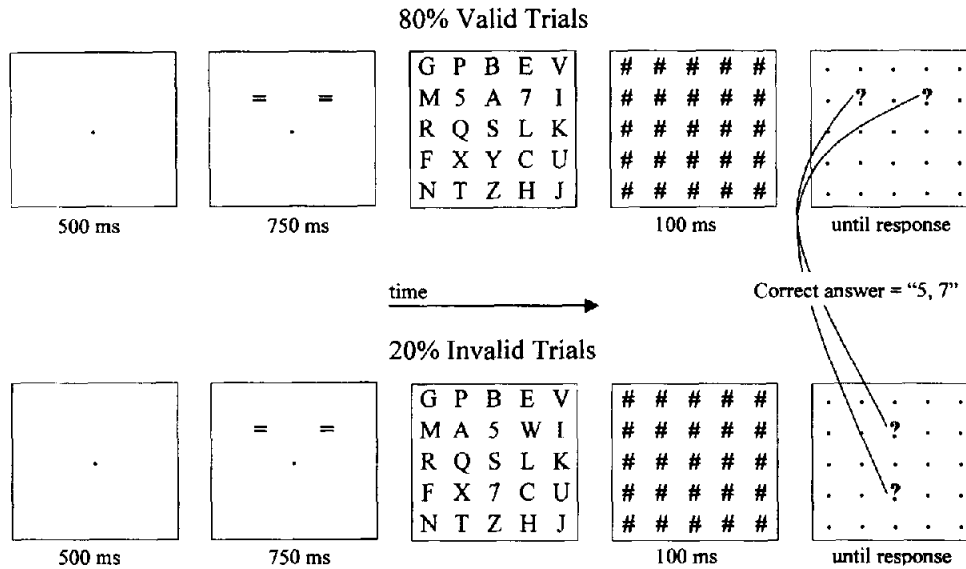 80% Valid Trials
= =
G P B E V
M 5 A 7 I
R Q S L K
F X Y C U
N T Z H J
# # # # #
# # # # #
# # # # #
# # # # #
# # # # #
? ?
500 ms
750 ms
100 ms
until response
time
Correct answer = “5, 7”
20% Invalid Trials
= =
G P B E V
M A 5 W I
R Q S L K
F X 7 C U
N T Z H J
# # # # #
# # # # #
# # # # #
# # # # #
# # # # #
?
?
500 ms
750 ms
100 ms
until response